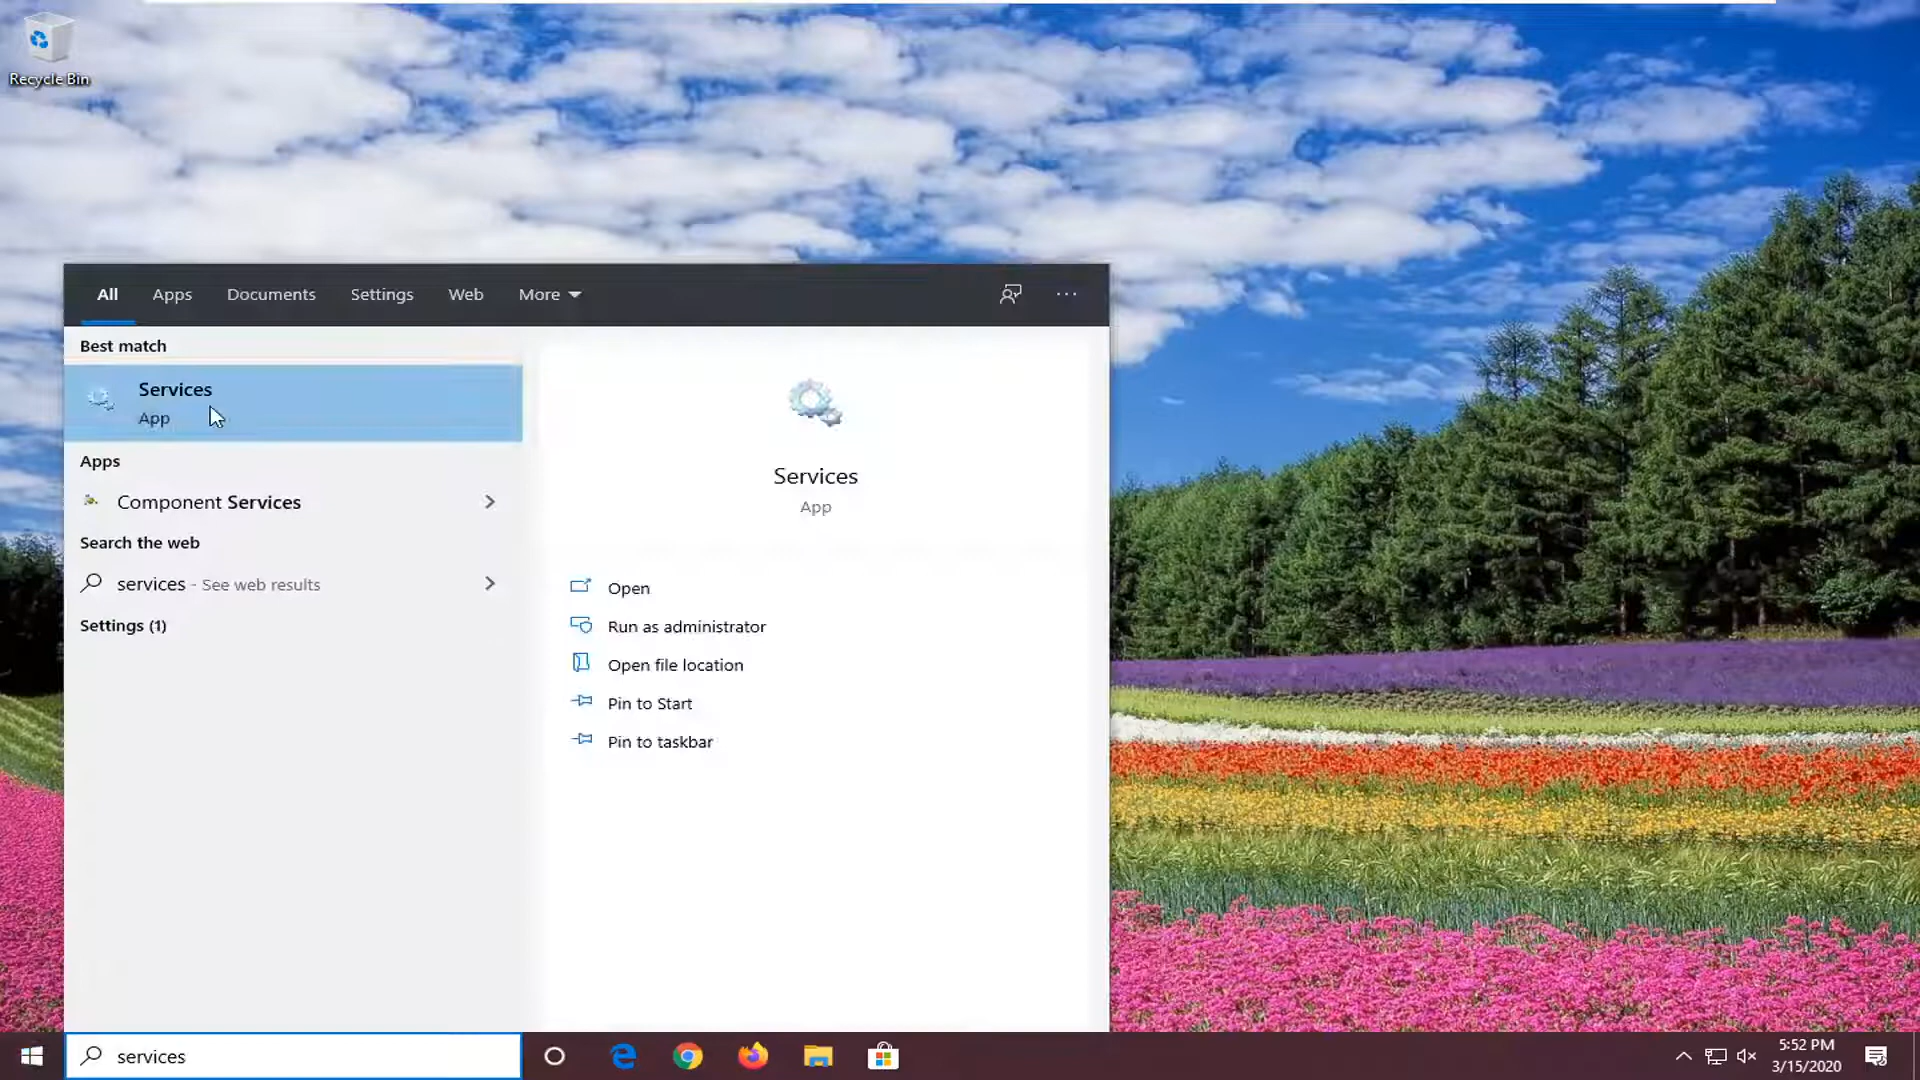 Recycle Bin
All Apps Documents Settings Web More ···
Best match
Services
App
Apps
Component Services
Search the web
services - See web results
Settings (1)
Services
App
Open
Run as administrator
Open file location
Pin to Start
Pin to taskbar
services
5:52 PM
3/15/2020